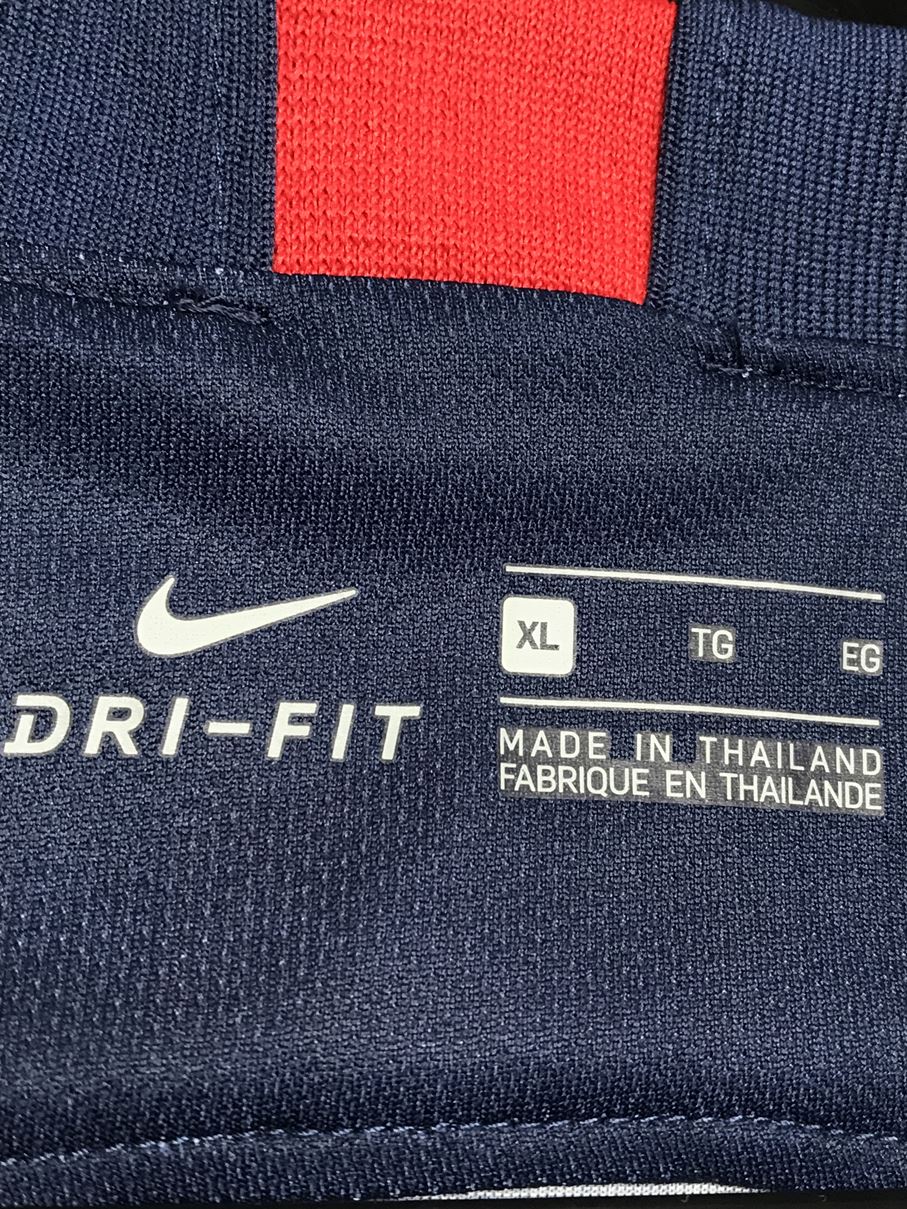 DRI-FIT
XL TG EG
MADE IN THAILAND
FABRIQUE EN THAILANDE